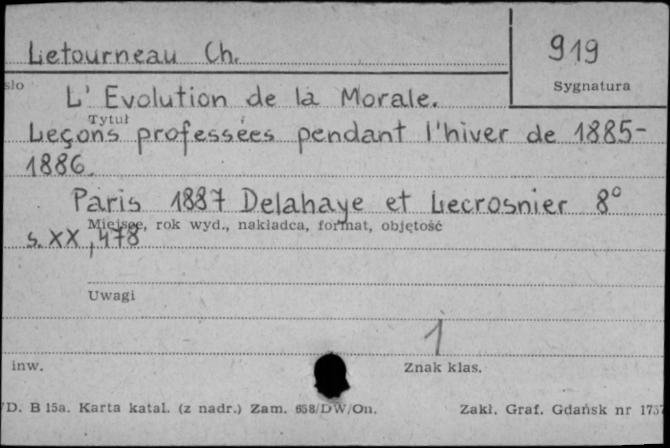 Letourneau Ch.
919
sło
Sygnatura
L' Evolution de la Morale.
Tytuł
Leçons professées pendant l'hiver de 1885-
1886.
Paris 1887 Delahaye et Lecrosnier 8°
Miejsce, rok wyd., nakładca, format, objętość
s. XX, 478
Uwagi
1
inw.
Znak klas.
D. B 15a. Karta katal. (z nadr.) Zam. 658/DW/On. Zakł. Graf. Gdańsk nr 1737